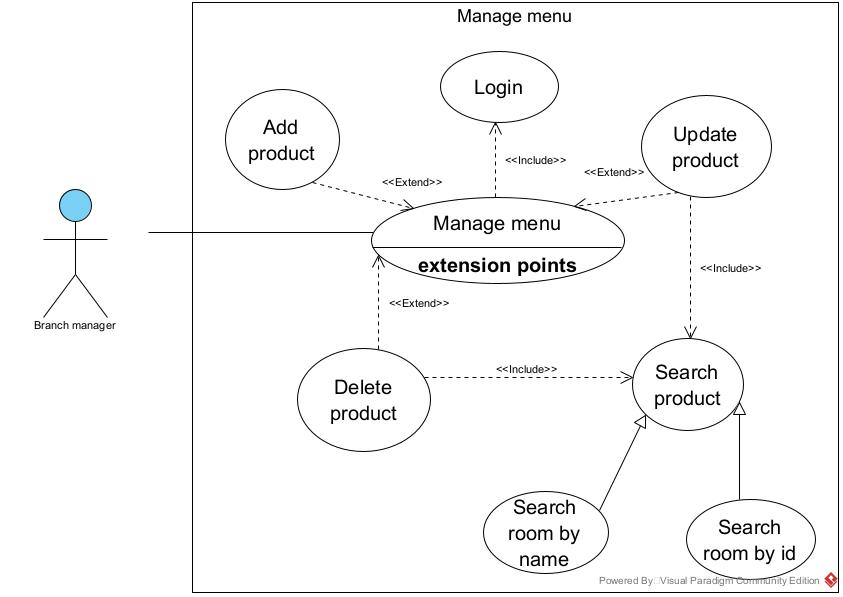 Manage menu
Login
Add
product
Update
product
<<Include>>
<<Extend>>
<<Extend>>
Manage menu
extension points
<<Include>>
<<Extend>>
Branch manager
Delete
product
<<Include>>
Search
product
Search
room by
name
Search
room by id
Powered By Visual Paradigm Community Edition